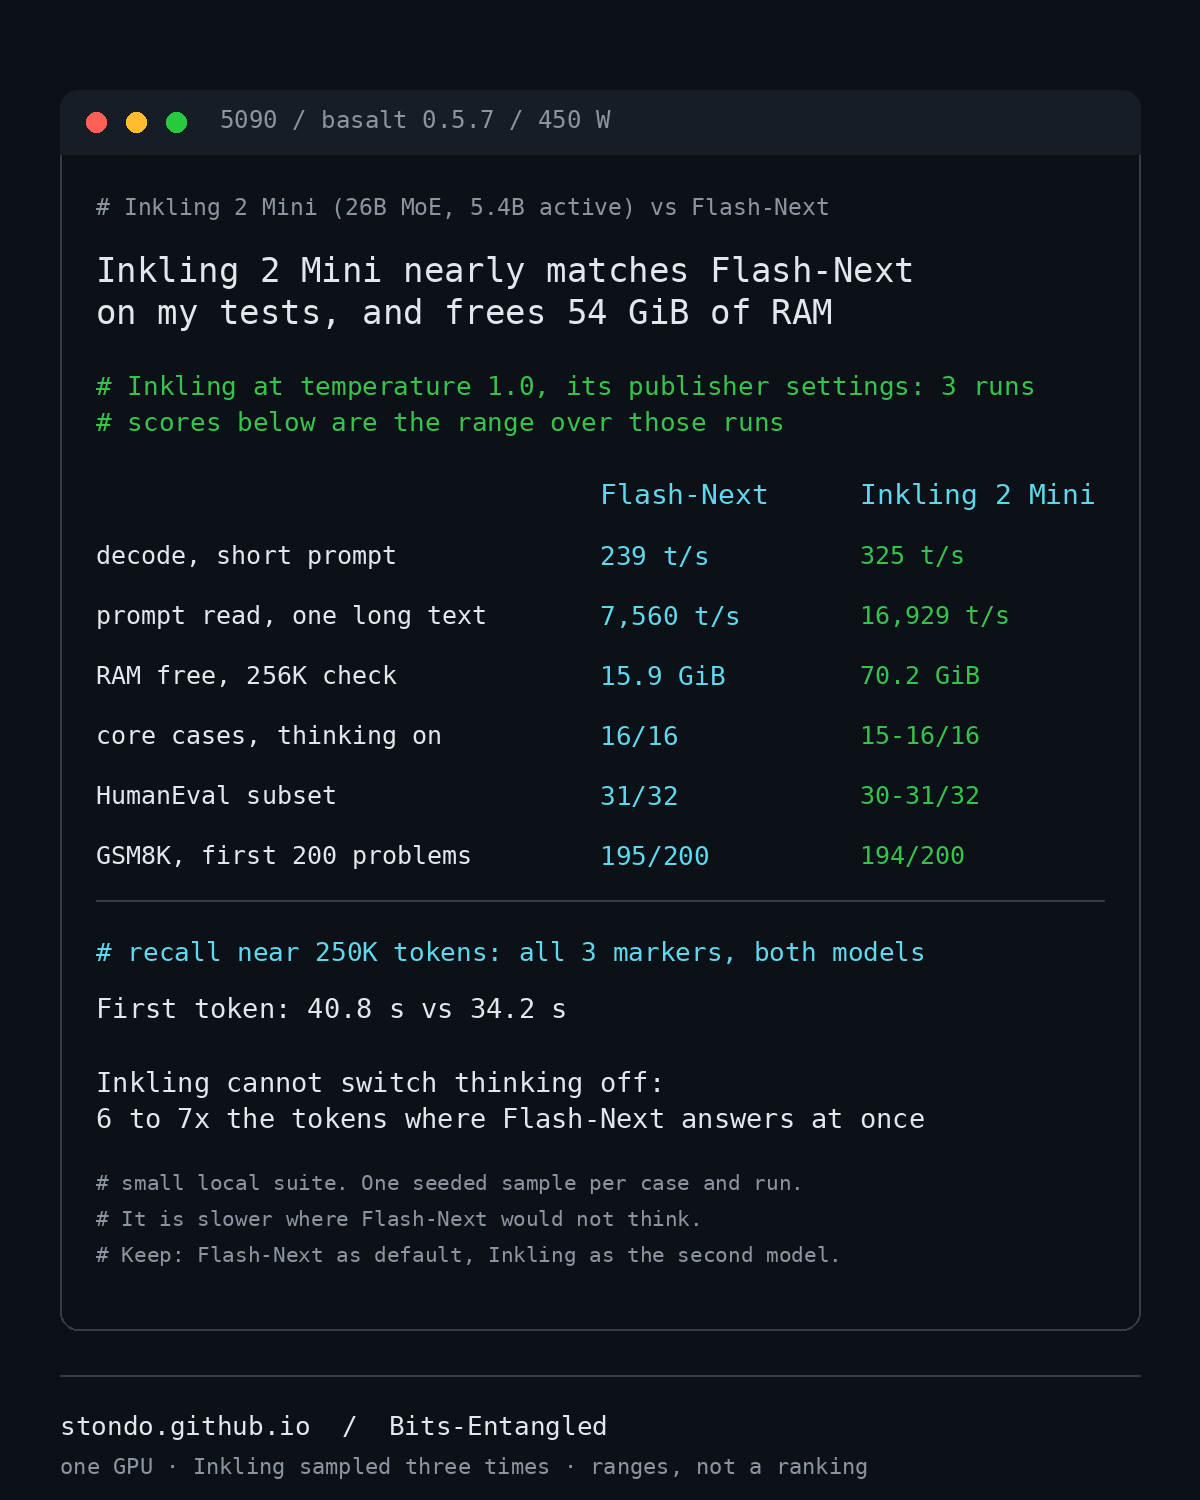 5090 / basalt 0.5.7 / 450 W
# Inkling 2 Mini (26B MoE, 5.4B active) vs Flash-Next
Inkling 2 Mini nearly matches Flash-Next
on my tests, and frees 54 GiB of RAM
# Inkling at temperature 1.0, its publisher settings: 3 runs
# scores below are the range over those runs
Flash-Next Inkling 2 Mini
decode, short prompt 239 t/s 325 t/s
prompt read, one long text 7,560 t/s 16,929 t/s
RAM free, 256K check 15.9 GiB 70.2 GiB
core cases, thinking on 16/16 15-16/16
HumanEval subset 31/32 30-31/32
GSM8K, first 200 problems 195/200 194/200
# recall near 250K tokens: all 3 markers, both models
First token: 40.8 s vs 34.2 s
Inkling cannot switch thinking off:
6 to 7x the tokens where Flash-Next answers at once
# small local suite. One seeded sample per case and run.
# It is slower where Flash-Next would not think.
# Keep: Flash-Next as default, Inkling as the second model.
stondo.github.io / Bits-Entangled
one GPU · Inkling sampled three times · ranges, not a ranking